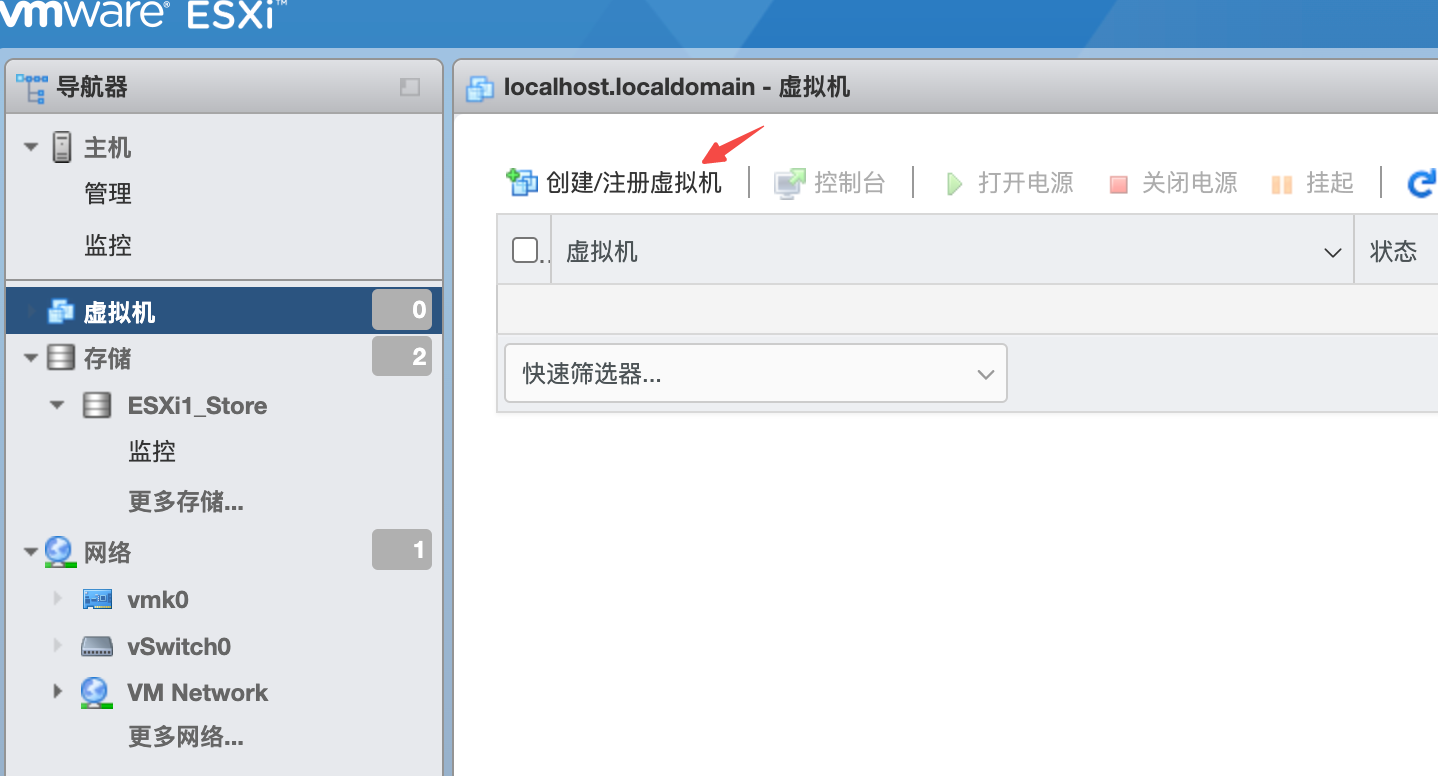 vmware® ESXi™
导航器
主机
管理
监控
虚拟机 0
存储 2
ESXi1_Store
监控
更多存储...
网络 1
vmk0
vSwitch0
VM Network
更多网络...
localhost.localdomain - 虚拟机
创建/注册虚拟机 控制台 打开电源 关闭电源 挂起
虚拟机 状态
快速筛选器...